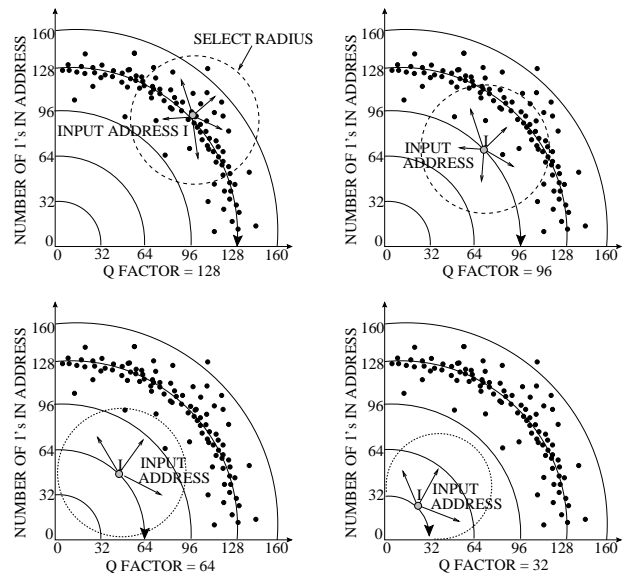 SELECT RADIUS
NUMBER OF 1's IN ADDRESS
160
128
96
64
32
0
INPUT ADDRESS I
0 32 64 96 128 160
Q FACTOR = 128
NUMBER OF 1's IN ADDRESS
160
128
96
64
32
0
I
INPUT
ADDRESS
0 32 64 96 128 160
Q FACTOR = 96
NUMBER OF 1's IN ADDRESS
160
128
96
64
32
0
I
INPUT
ADDRESS
0 32 64 96 128 160
Q FACTOR = 64
NUMBER OF 1's IN ADDRESS
160
128
96
64
32
0
I
INPUT
ADDRESS
0 32 64 96 128 160
Q FACTOR = 32